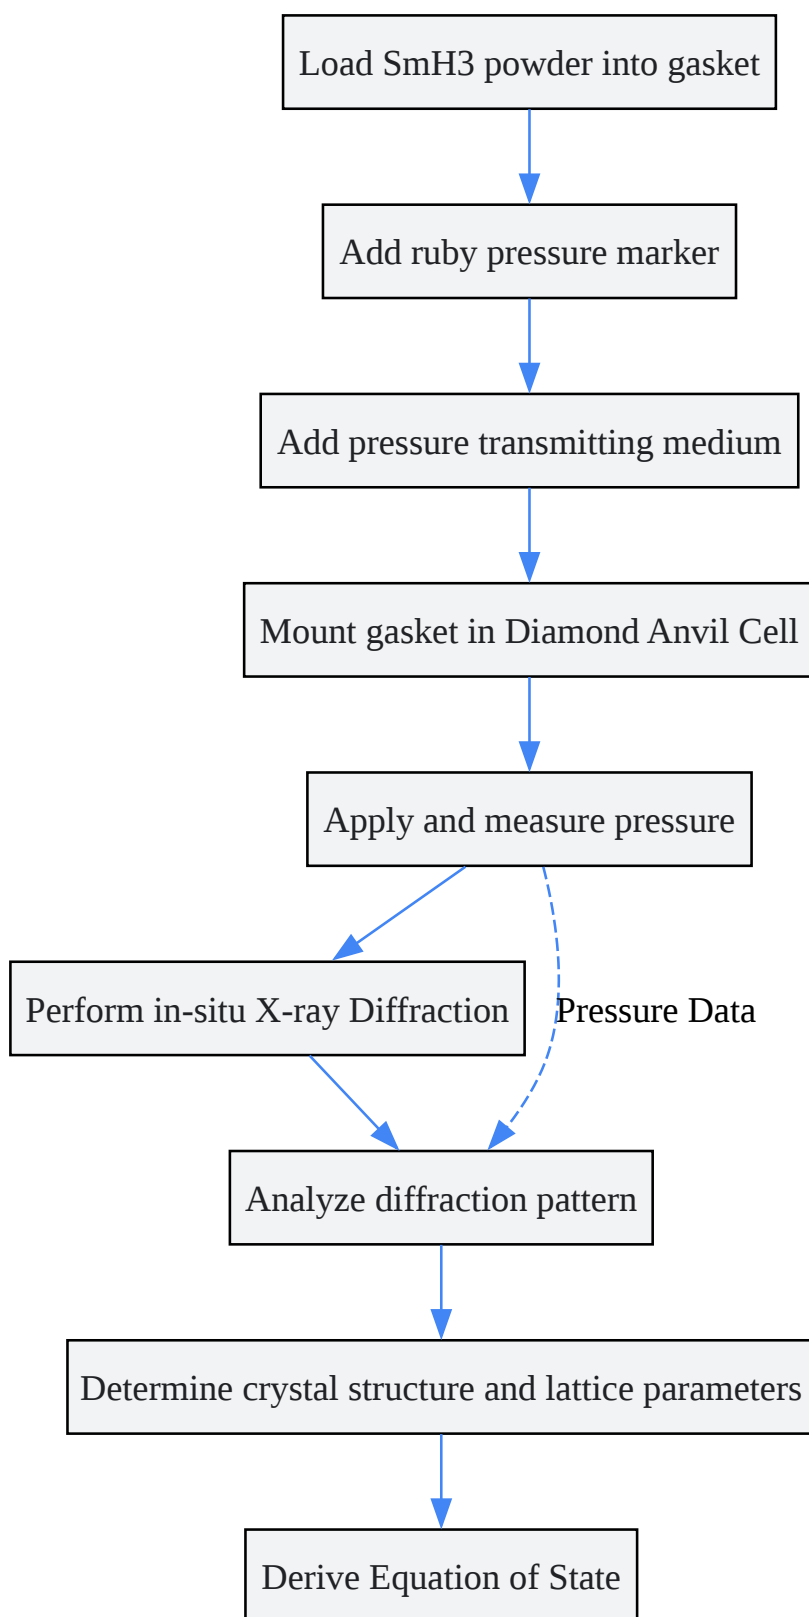 Load SmH3 powder into gasket
Add ruby pressure marker
Add pressure transmitting medium
Mount gasket in Diamond Anvil Cell
Apply and measure pressure
Perform in-situ X-ray Diffraction
Pressure Data
Analyze diffraction pattern
Determine crystal structure and lattice parameters
Derive Equation of State